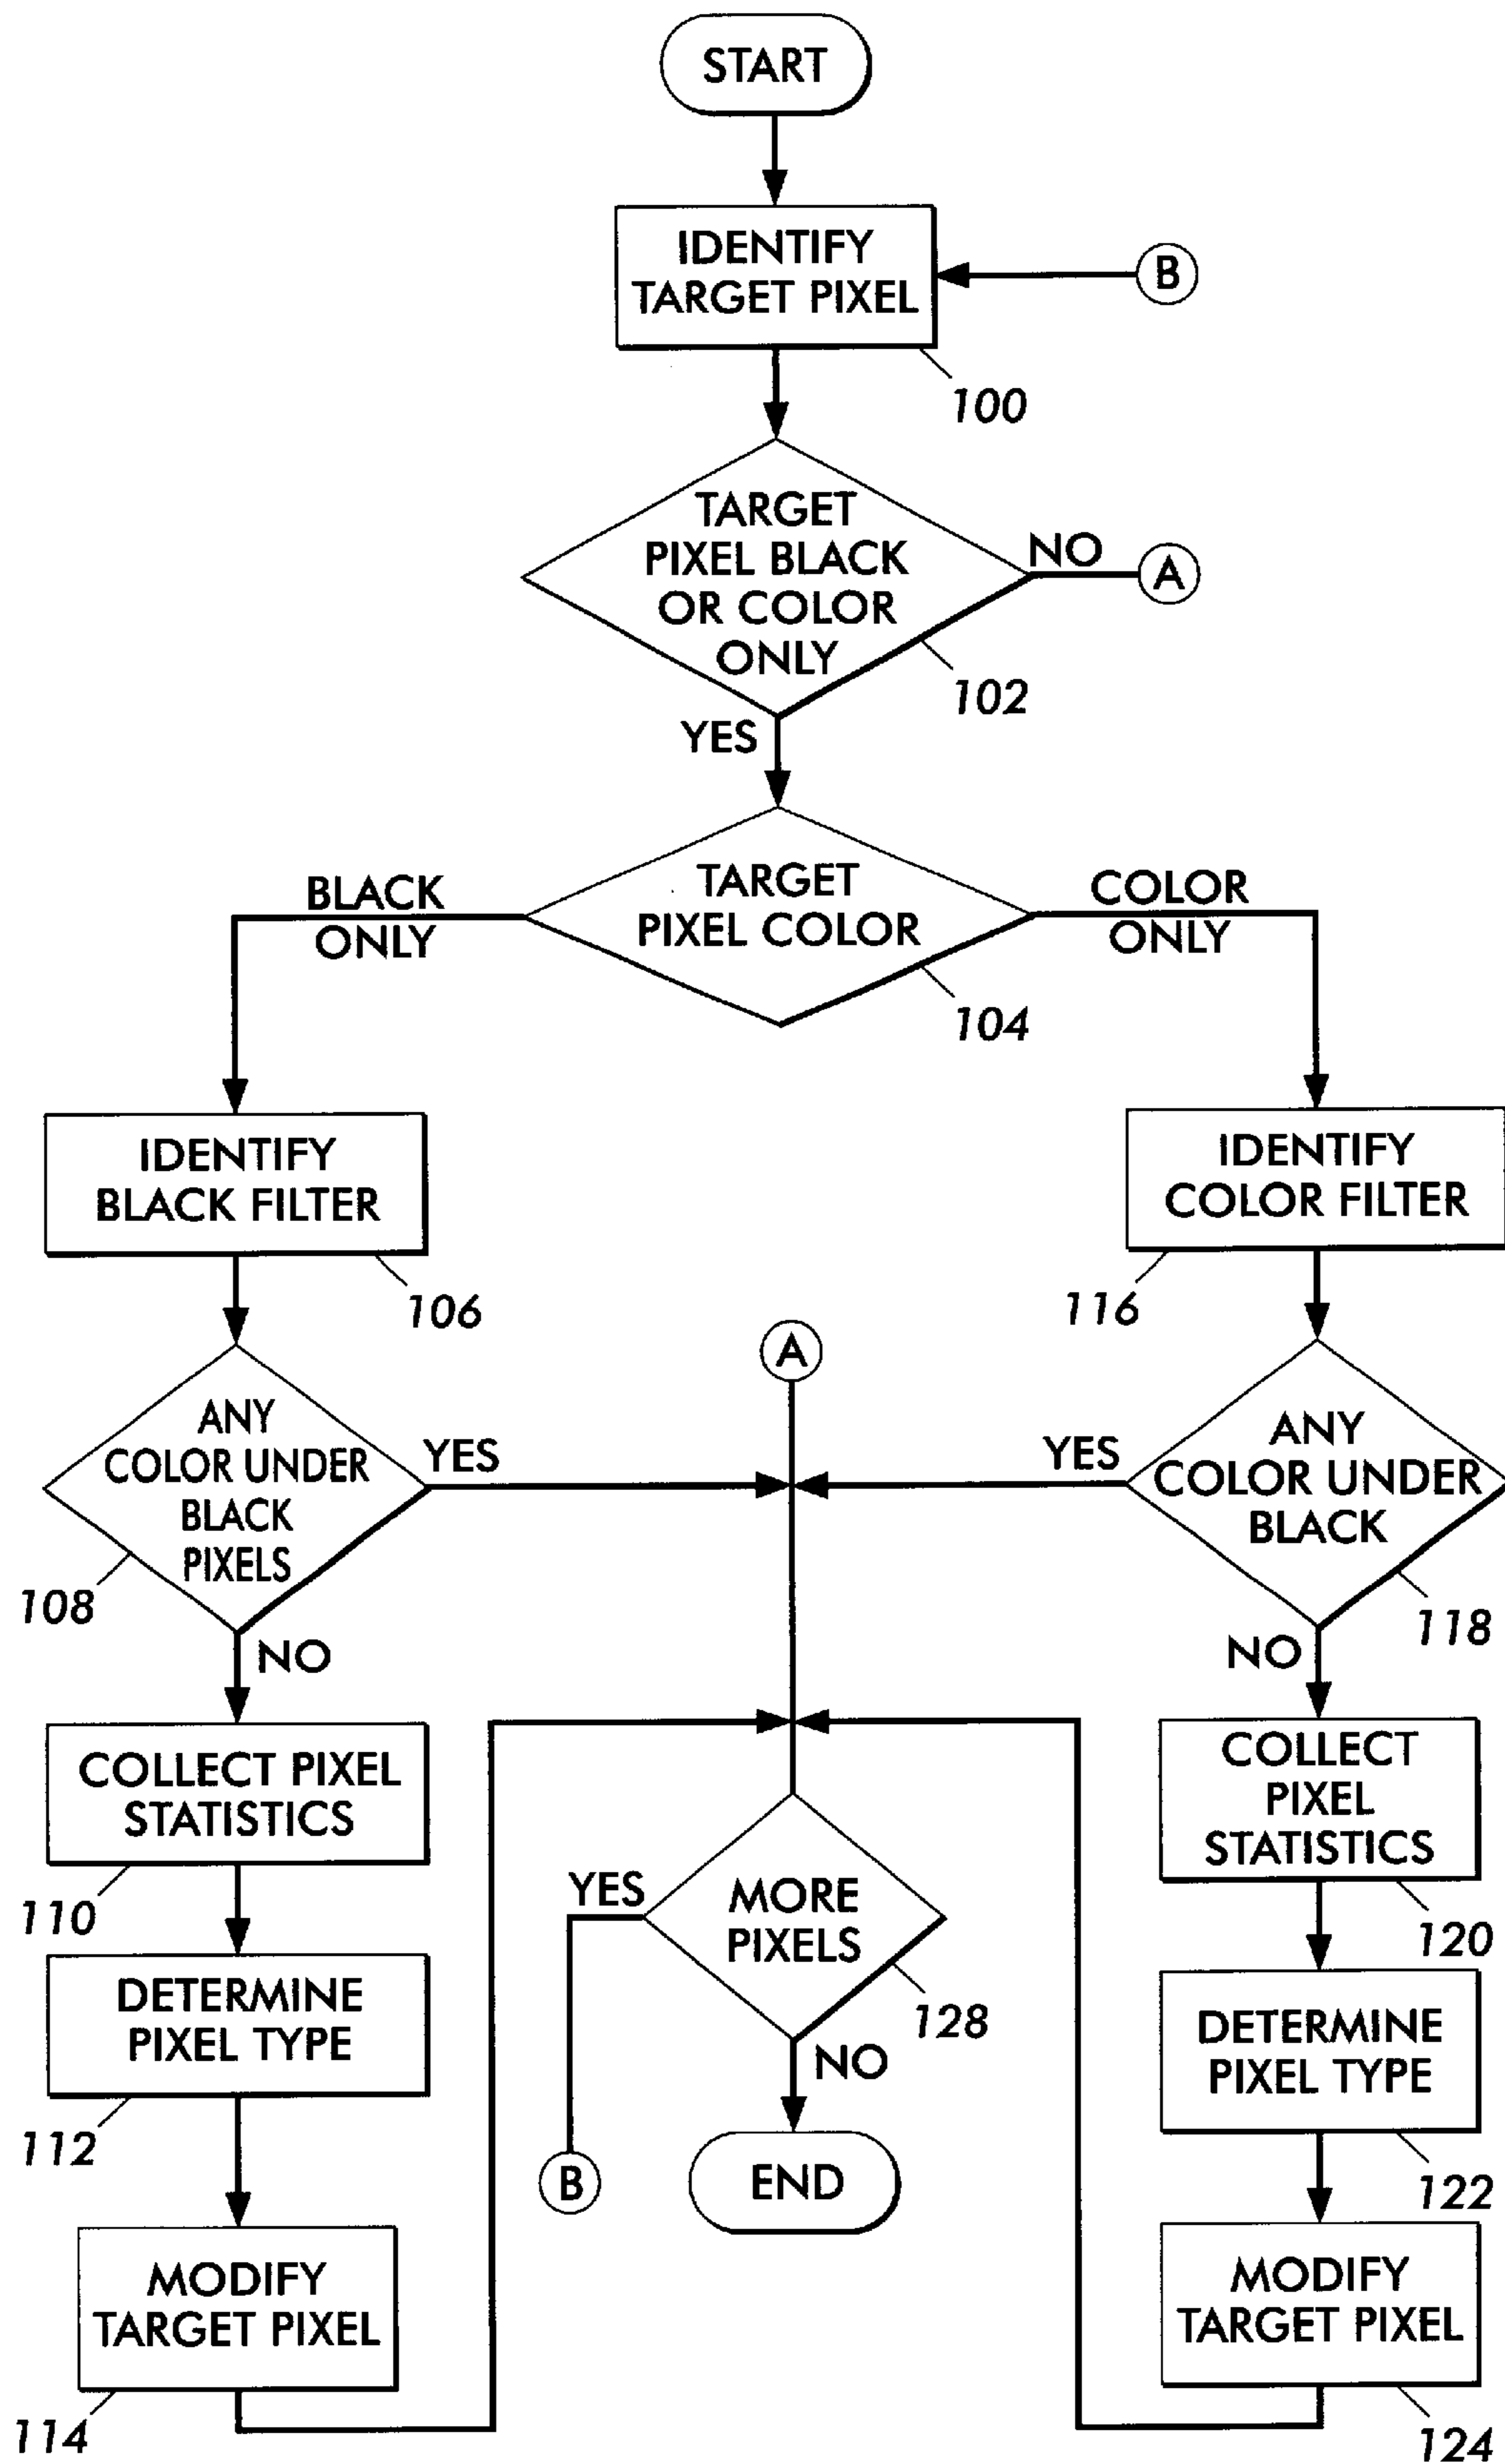 START
IDENTIFY
TARGET PIXEL
B
100
TARGET
PIXEL BLACK
OR COLOR
ONLY
NO
A
102
YES
TARGET
PIXEL COLOR
BLACK
ONLY
COLOR
ONLY
104
IDENTIFY
BLACK FILTER
106
IDENTIFY
COLOR FILTER
116
A
ANY
COLOR UNDER
BLACK
PIXELS
YES
108
NO
ANY
COLOR UNDER
BLACK
YES
118
NO
COLLECT PIXEL
STATISTICS
110
COLLECT
PIXEL
STATISTICS
120
MORE
PIXELS
YES
128
NO
DETERMINE
PIXEL TYPE
112
DETERMINE
PIXEL TYPE
122
B
END
MODIFY
TARGET PIXEL
114
MODIFY
TARGET PIXEL
124